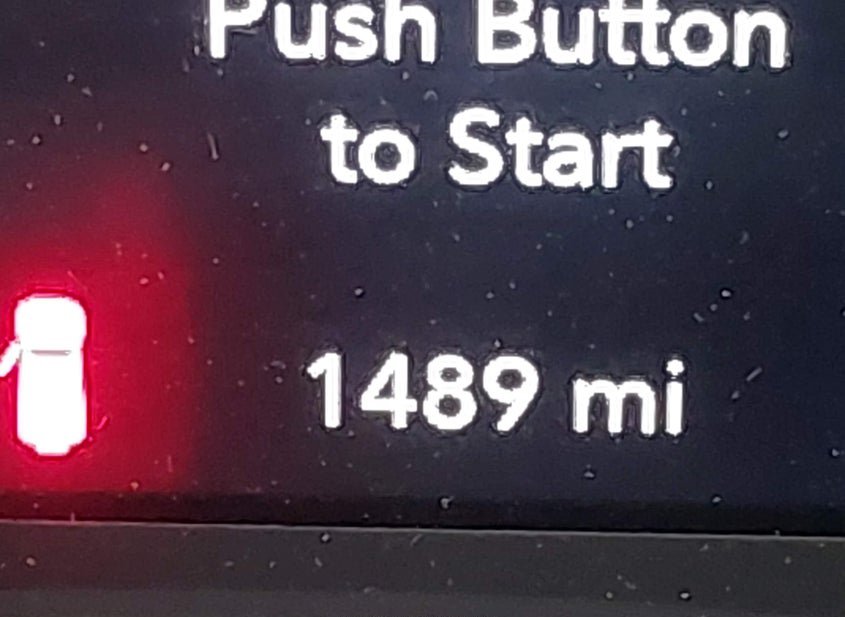 Push Button
to Start
1489 mi